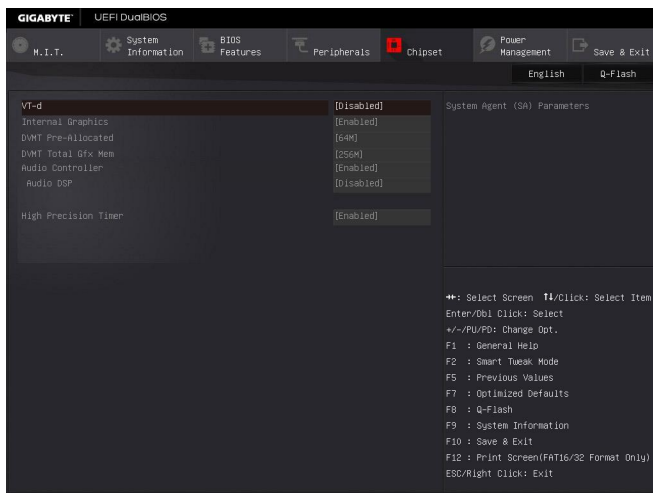 GIGABYTE™ UEFI DualBIOS
M.I.T.
System Information
BIOS Features
Peripherals
Chipset
Power Management
Save & Exit
English Q-Flash
VT-d [Disabled]
Internal Graphics [Enabled]
DVMT Pre-Allocated [64M]
DVMT Total Gfx Mem [256M]
Audio Controller [Enabled]
Audio DSP [Disabled]
High Precision Timer [Enabled]
System Agent (SA) Parameters
→←: Select Screen ↑↓/Click: Select Item
Enter/Dbl Click: Select
+/-/PU/PD: Change Opt.
F1 : General Help
F2 : Smart Tweak Mode
F5 : Previous Values
F7 : Optimized Defaults
F8 : Q-Flash
F9 : System Information
F10 : Save & Exit
F12 : Print Screen(FAT16/32 Format Only)
ESC/Right Click: Exit